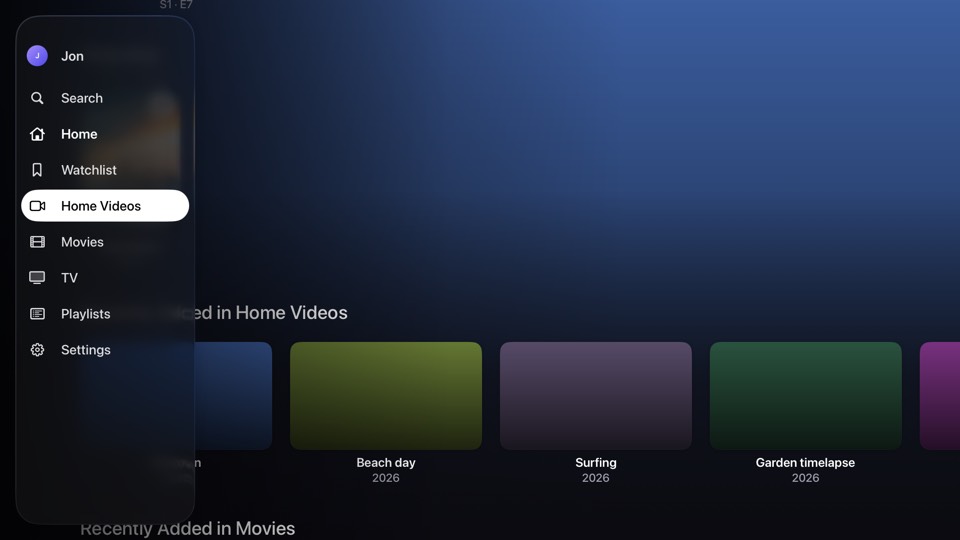 S1 · E7
J
Jon
Search
Home
Watchlist
Home Videos
Movies
TV
Playlists
Settings
in Home Videos
Beach day
2026
Surfing
2026
Garden timelapse
2026
Recently Added in Movies